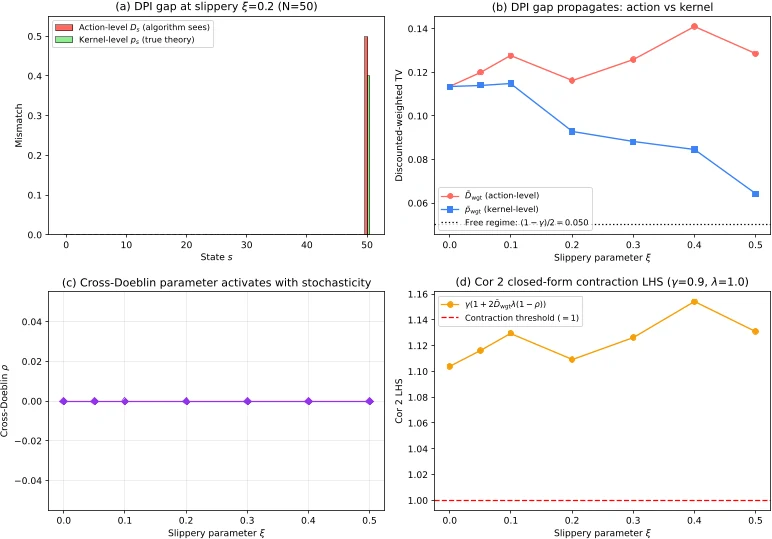 (a) DPI gap at slippery ξ=0.2 (N=50)
Action-level Dₛ (algorithm sees)
Kernel-level pₛ (true theory)
0.5
0.4
0.3
0.2
0.1
0.0
Mismatch
0
10
20
30
40
50
State s
(b) DPI gap propagates: action vs kernel
0.14
0.12
0.10
0.08
0.06
Discounted-weighted TV
D̄wgt (action-level)
p̄wgt (kernel-level)
Free regime: (1 − γ)/2 = 0.050
0.0
0.1
0.2
0.3
0.4
0.5
Slippery parameter ξ
(c) Cross-Doeblin parameter activates with stochasticity
0.04
0.02
0.00
−0.02
−0.04
Cross-Doeblin ρ
0.0
0.1
0.2
0.3
0.4
0.5
Slippery parameter ξ
(d) Cor 2 closed-form contraction LHS (γ=0.9, λ=1.0)
γ(1 + 2D̄wgtλ(1 − ρ))
Contraction threshold (= 1)
1.16
1.14
1.12
1.10
1.08
1.06
1.04
1.02
1.00
Cor 2 LHS
0.0
0.1
0.2
0.3
0.4
0.5
Slippery parameter ξ